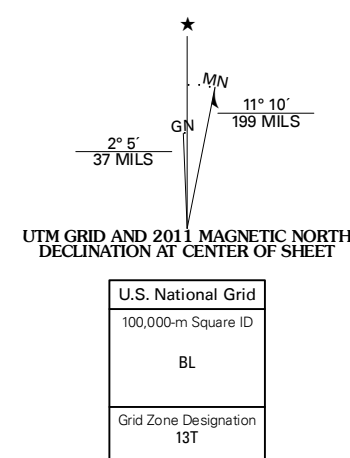 ★
MN
11° 10´
199 MILS
GN
2° 5´
37 MILS
UTM GRID AND 2011 MAGNETIC NORTH
DECLINATION AT CENTER OF SHEET
U.S. National Grid
100,000-m Square ID
BL
Grid Zone Designation
13T